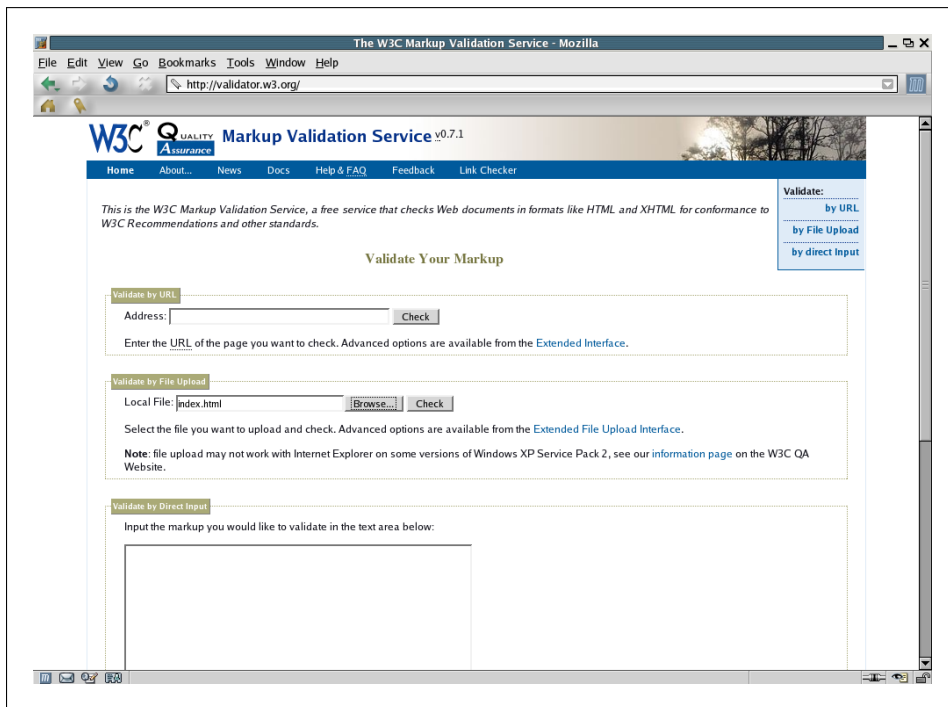 The W3C Markup Validation Service - Mozilla
File Edit View Go Bookmarks Tools Window Help
http://validator.w3.org/
W3C® QUALITY Assurance Markup Validation Service v0.7.1
Home About... News Docs Help & FAQ Feedback Link Checker
Validate:
by URL
by File Upload
by direct Input
This is the W3C Markup Validation Service, a free service that checks Web documents in formats like HTML and XHTML for conformance to
W3C Recommendations and other standards.
Validate Your Markup
Validate by URL
Address: Check
Enter the URL of the page you want to check. Advanced options are available from the Extended Interface.
Validate by File Upload
Local File: index.html Browse... Check
Select the file you want to upload and check. Advanced options are available from the Extended File Upload Interface.
Note: file upload may not work with Internet Explorer on some versions of Windows XP Service Pack 2, see our information page on the W3C QA
Website.
Validate by Direct Input
Input the markup you would like to validate in the text area below: